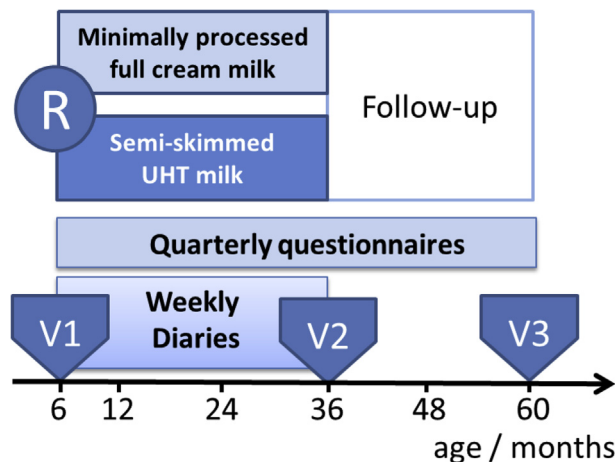 Minimally processed
full cream milk
R
Follow-up
Semi-skimmed
UHT milk
Quarterly questionnaires
Weekly
Diaries
V1
V2
V3
6 12 24 36 48 60
age / months